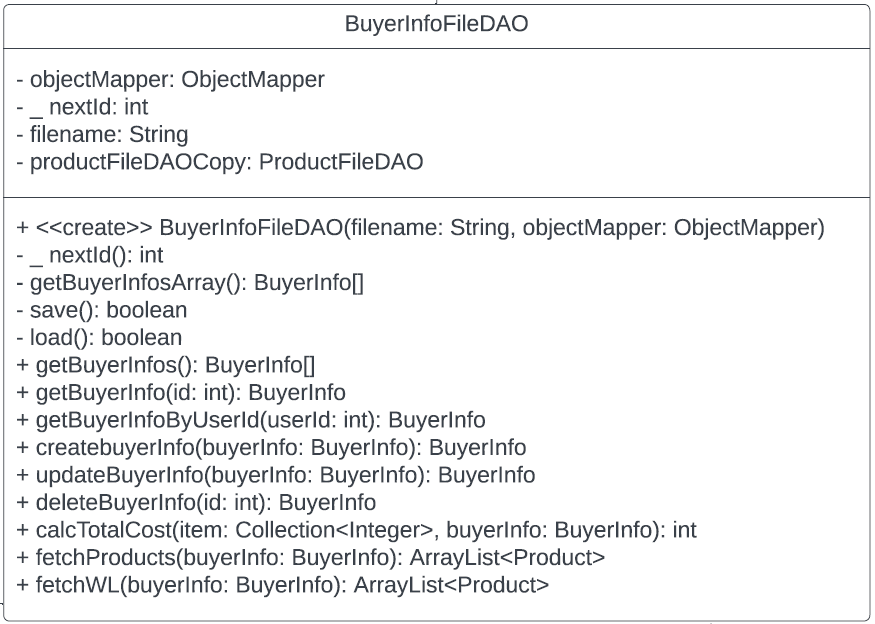 BuyerInfoFileDAO
- objectMapper: ObjectMapper
- _ nextId: int
- filename: String
- productFileDAOCopy: ProductFileDAO
+ <<create>> BuyerInfoFileDAO(filename: String, objectMapper: ObjectMapper)
- _ nextId(): int
- getBuyerInfosArray(): BuyerInfo[]
- save(): boolean
- load(): boolean
+ getBuyerInfos(): BuyerInfo[]
+ getBuyerInfo(id: int): BuyerInfo
+ getBuyerInfoByUserId(userId: int): BuyerInfo
+ createbuyerInfo(buyerInfo: BuyerInfo): BuyerInfo
+ updateBuyerInfo(buyerInfo: BuyerInfo): BuyerInfo
+ deleteBuyerInfo(id: int): BuyerInfo
+ calcTotalCost(item: Collection<Integer>, buyerInfo: BuyerInfo): int
+ fetchProducts(buyerInfo: BuyerInfo): ArrayList<Product>
+ fetchWL(buyerInfo: BuyerInfo): ArrayList<Product>